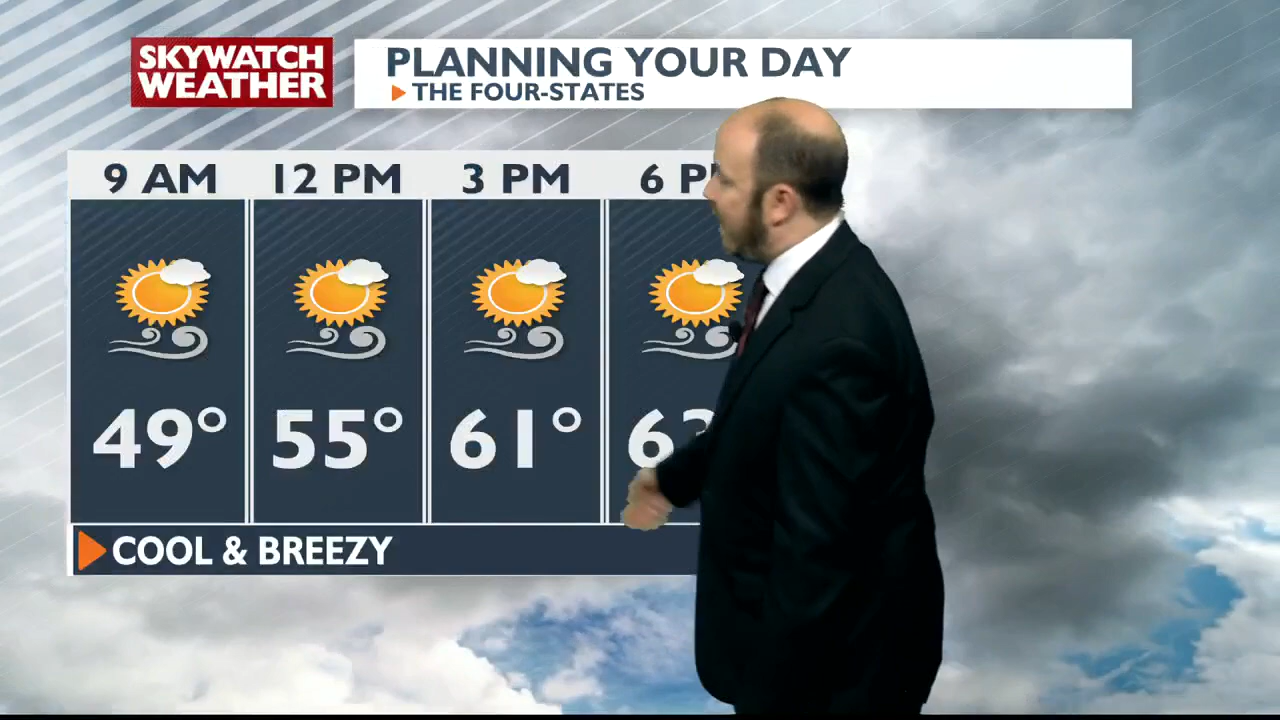 SKYWATCH
WEATHER
PLANNING YOUR DAY
THE FOUR-STATES
9 AM 12 PM 3 PM 6
49° 55° 61°
COOL & BREEZY